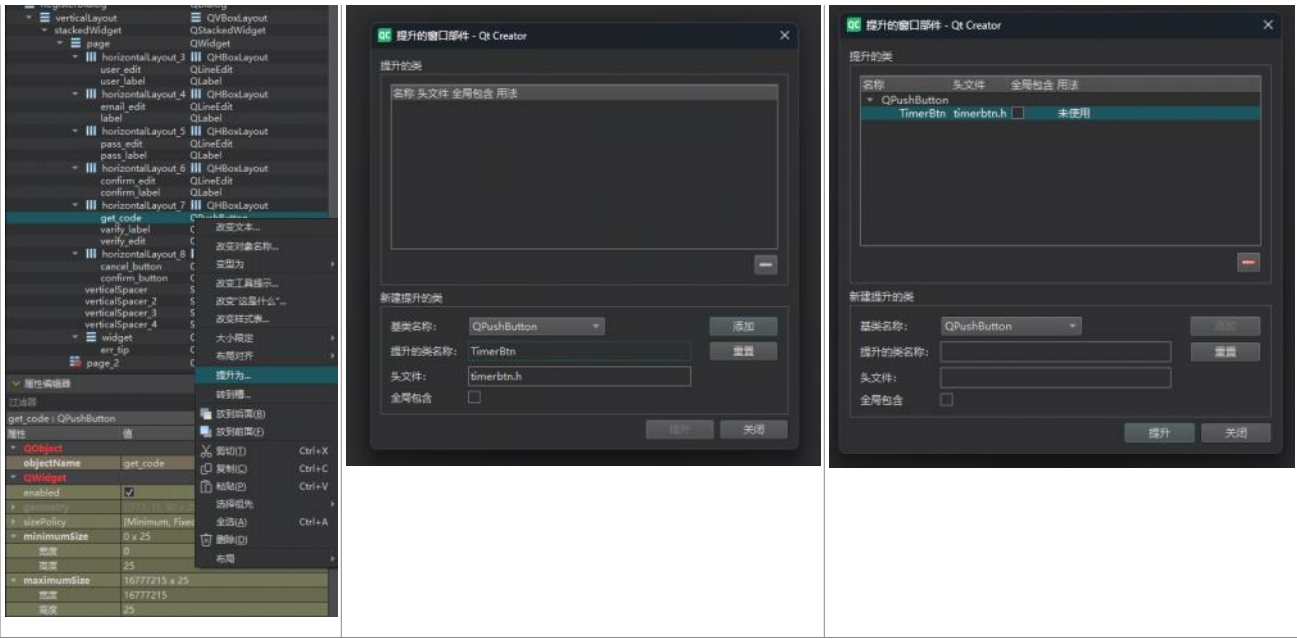 RegisterDialog QDialog
verticalLayout QVBoxLayout
stackedWidget QStackedWidget
page QWidget
horizontalLayout_3 QHBoxLayout
user_edit QLineEdit
user_label QLabel
horizontalLayout_4 QHBoxLayout
email_edit QLineEdit
label QLabel
horizontalLayout_5 QHBoxLayout
pass_edit QLineEdit
pass_label QLabel
horizontalLayout_6 QHBoxLayout
confirm_edit QLineEdit
confirm_label QLabel
horizontalLayout_7 QHBoxLayout
get_code QPushButton
varify_label
verify_edit
horizontalLayout_8
cancel_button
confirm_button
verticalSpacer
verticalSpacer_2
verticalSpacer_3
verticalSpacer_4
widget
err_tip
page_2
改变文本...
改变对象名称...
变型为
改变工具提示...
改变"这是什么"...
改变样式表...
大小限定
布局对齐
提升为...
转到槽...
放到后面(B)
放到前面(F)
剪切(T) Ctrl+X
复制(C) Ctrl+C
粘贴(P) Ctrl+V
选择祖先
全选(A) Ctrl+A
删除(D)
布局
属性编辑器
过滤器
get_code : QPushButton
属性 值
QObject
objectName get_code
QWidget
enabled
geometry
sizePolicy [Minimum, Fixed
minimumSize 0 x 25
宽度 0
高度 25
maximumSize 16777215 x 25
宽度 16777215
高度 25
QC 提升的窗口部件 - Qt Creator
提升的类
名称 头文件 全局包含 用法
新建提升的类
基类名称: QPushButton 添加
提升的类名称: TimerBtn 重置
头文件: timerbtn.h
全局包含
提升 关闭
QC 提升的窗口部件 - Qt Creator
提升的类
名称 头文件 全局包含 用法
QPushButton
TimerBtn timerbtn.h 未使用
新建提升的类
基类名称: QPushButton 添加
提升的类名称: 重置
头文件:
全局包含
提升 关闭